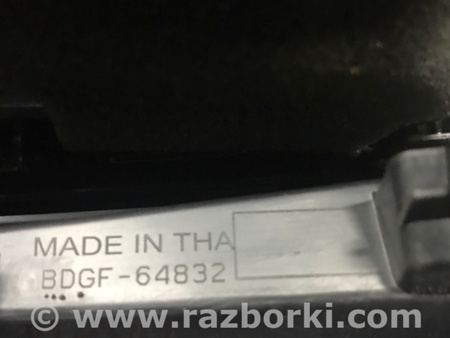 MADE IN THA
BDGF-64832
© www.razborki.com